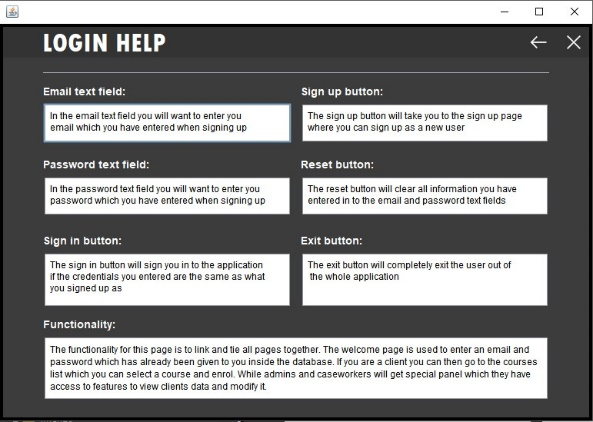 LOGIN HELP
Email text field:
In the email text field you will want to enter you
email which you have entered when signing up
Sign up button:
The sign up button will take you to the sign up page
where you can sign up as a new user
Password text field:
In the password text field you will want to enter you
password which you have entered when signing up
Reset button:
The reset button will clear all information you have
entered in to the email and password text fields
Sign in button:
The sign in button will sign you in to the application
if the credentials you entered are the same as what
you signed up as
Exit button:
The exit button will completely exit the user out of
the whole application
Functionality:
The functionality for this page is to link and tie all pages together. The welcome page is used to enter an email and
password which has already been given to you inside the database. If you are a client you can then go to the courses
list which you can select a course and enrol. While admins and caseworkers will get special panel which they have
access to features to view clients data and modify it.